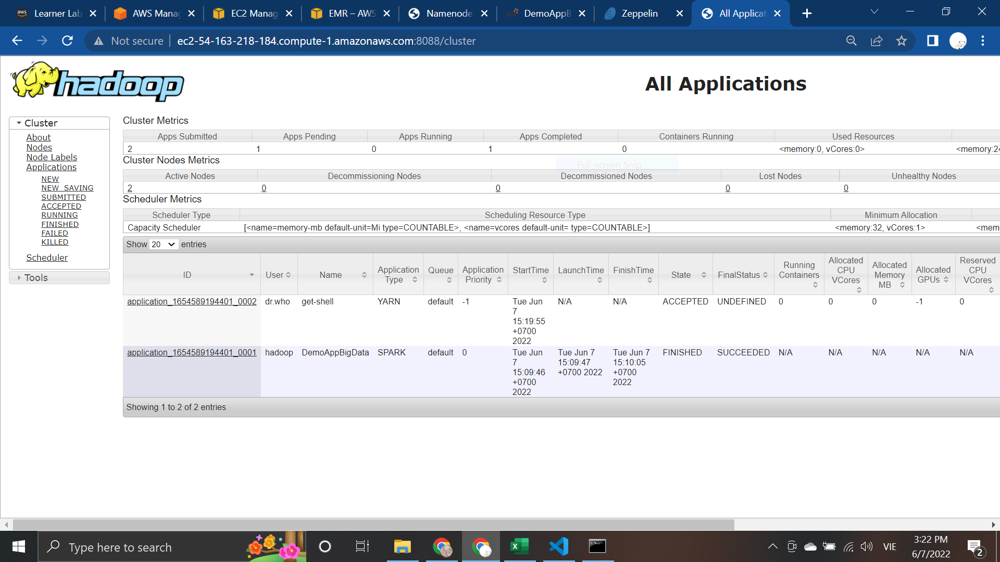 aws Learner Lab
AWS Manag
EC2 Manag
EMR – AWS
Namenode
DemoAppB
Zeppelin
All Applicat
Not secure
ec2-54-163-218-184.compute-1.amazonaws.com:8088/cluster
hadoop
All Applications
Cluster
About
Nodes
Node Labels
Applications
NEW
NEW_SAVING
SUBMITTED
ACCEPTED
RUNNING
FINISHED
FAILED
KILLED
Scheduler
Tools
Cluster Metrics
Apps Submitted Apps Pending Apps Running Apps Completed Containers Running Used Resources
2 1 0 1 0 <memory:0, vCores:0> <memory:24
Cluster Nodes Metrics
Full-screen Snip
Active Nodes Decommissioning Nodes Decommissioned Nodes Lost Nodes Unhealthy Nodes
2 0 0 0 0
Scheduler Metrics
Scheduler Type Scheduling Resource Type Minimum Allocation
Capacity Scheduler [<name=memory-mb default-unit=Mi type=COUNTABLE>, <name=vcores default-unit= type=COUNTABLE>] <memory:32, vCores:1> <mem
Show 20 entries
ID
User
Name
Application
Type
Queue
Application
Priority
StartTime
LaunchTime
FinishTime
State
FinalStatus
Running
Containers
Allocated
CPU
VCores
Allocated
Memory
MB
Allocated
GPUs
Reserved
CPU
VCores
application_1654589194401_0002 dr.who get-shell YARN default -1 Tue Jun N/A N/A ACCEPTED UNDEFINED 0 0 0 -1 0
7
15:19:55
+0700
2022
application_1654589194401_0001 hadoop DemoAppBigData SPARK default 0 Tue Jun Tue Jun 7 Tue Jun 7 FINISHED SUCCEEDED N/A N/A N/A N/A N/A
7 15:09:47 15:10:05
15:09:46 +0700 2022 +0700
+0700 2022
2022
Showing 1 to 2 of 2 entries
Type here to search
VIE
3:22 PM
6/7/2022
2